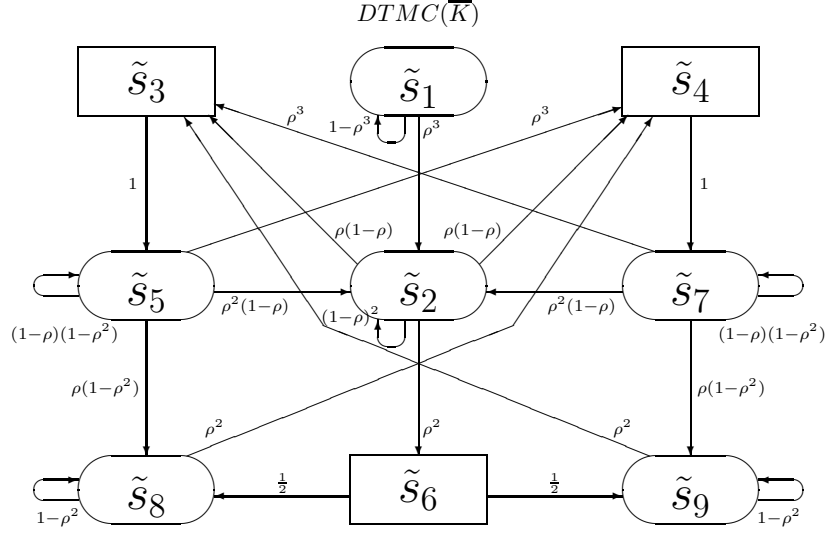 DTMC(K̅)
s̃₃ s̃₁ s̃₄
1−ρ³ ρ³ ρ³ ρ³
1 ρ(1−ρ) ρ(1−ρ) 1
s̃₅ s̃₂ s̃₇
ρ²(1−ρ) (1−ρ)² ρ²(1−ρ)
(1−ρ)(1−ρ²) (1−ρ)(1−ρ²)
ρ(1−ρ²) ρ(1−ρ²)
ρ² ρ² ρ²
s̃₈ ½ s̃₆ ½ s̃₉
1−ρ² 1−ρ²